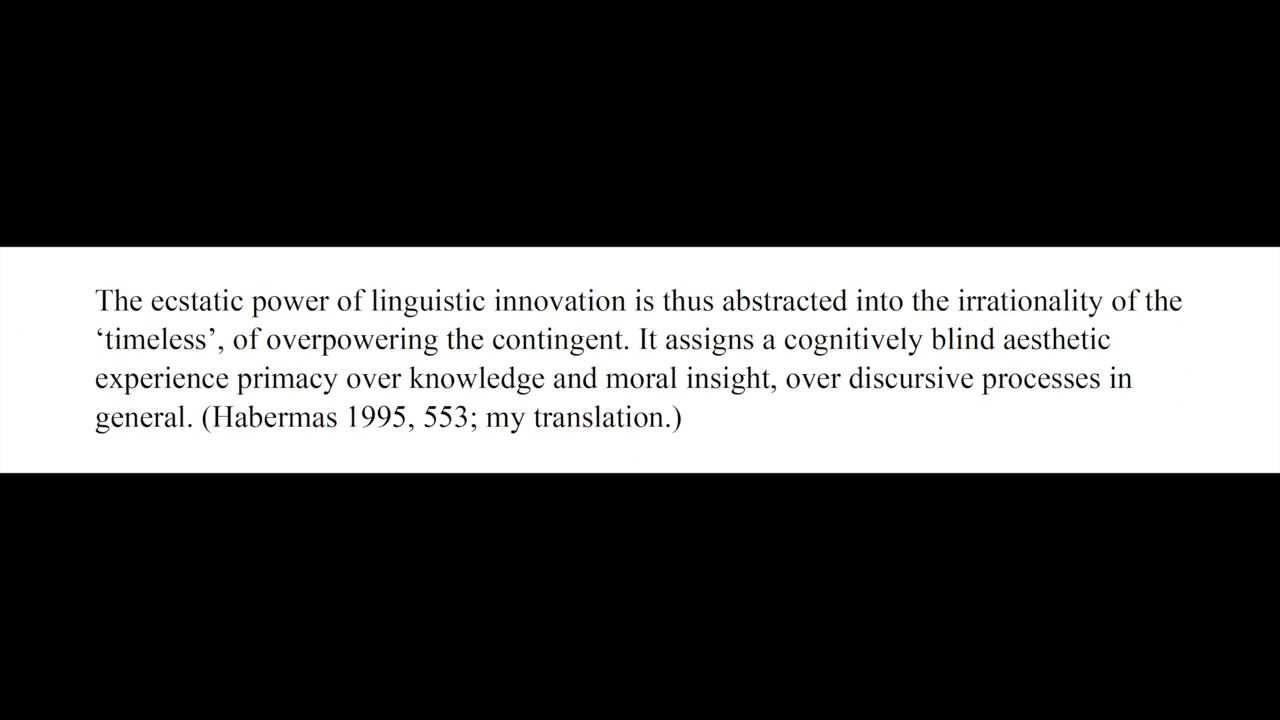 The ecstatic power of linguistic innovation is thus abstracted into the irrationality of the
‘timeless’, of overpowering the contingent. It assigns a cognitively blind aesthetic
experience primacy over knowledge and moral insight, over discursive processes in
general. (Habermas 1995, 553; my translation.)